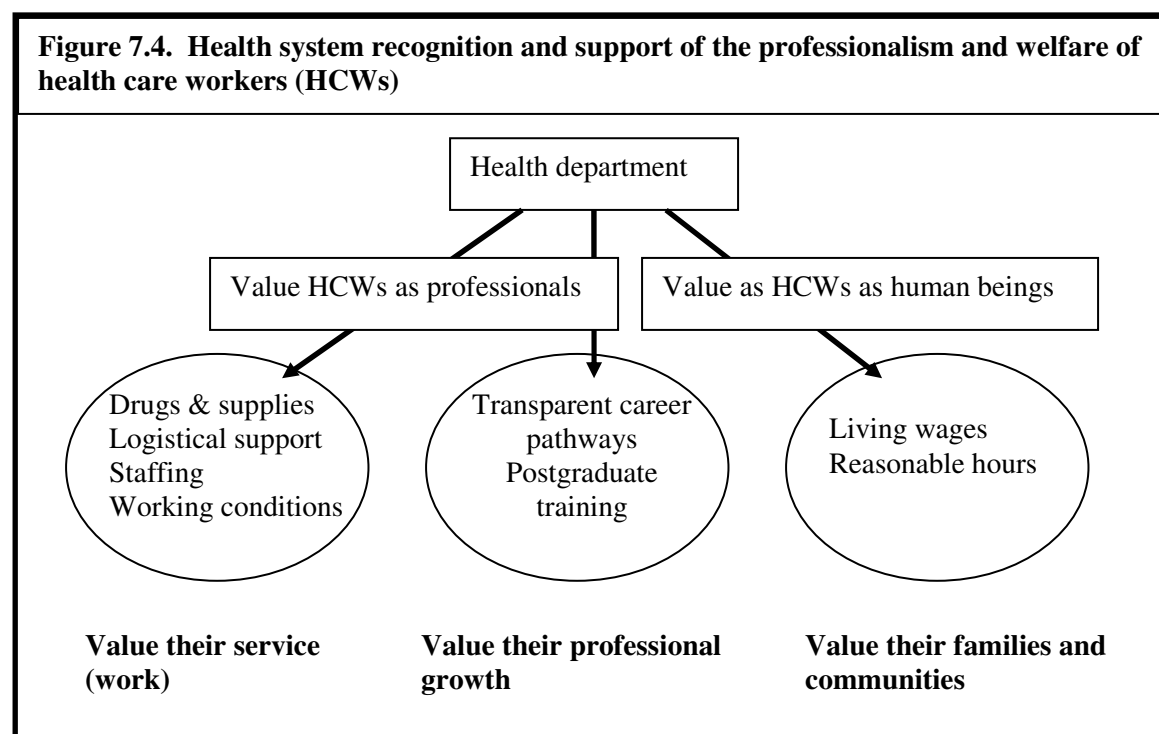 Figure 7.4.  Health system recognition and support of the professionalism and welfare of
health care workers (HCWs)
Health department
Value HCWs as professionals
Value as HCWs as human beings
Drugs & supplies
Logistical support
Staffing
Working conditions
Transparent career
pathways
Postgraduate
training
Living wages
Reasonable hours
Value their service
(work)
Value their professional
growth
Value their families and
communities